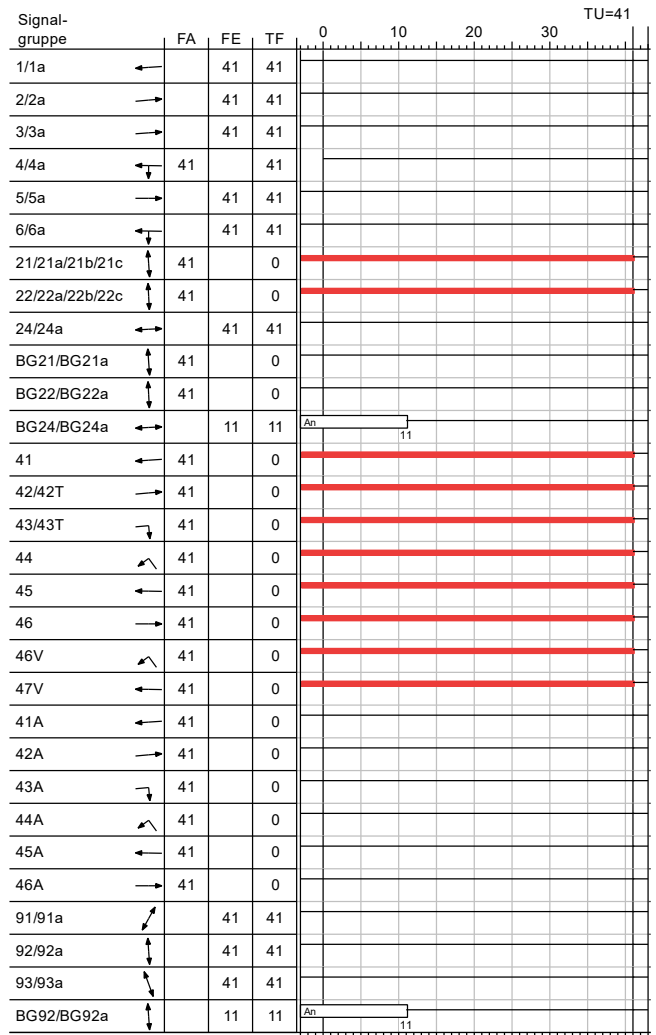 TU=41
Signal-
gruppe FA FE TF 0 10 20 30
1/1a 41 41
2/2a 41 41
3/3a 41 41
4/4a 41 41
5/5a 41 41
6/6a 41 41
21/21a/21b/21c 41 0
22/22a/22b/22c 41 0
24/24a 41 41
BG21/BG21a 41 0
BG22/BG22a 41 0
BG24/BG24a 11 11 An
11
41 41 0
42/42T 41 0
43/43T 41 0
44 41 0
45 41 0
46 41 0
46V 41 0
47V 41 0
41A 41 0
42A 41 0
43A 41 0
44A 41 0
45A 41 0
46A 41 0
91/91a 41 41
92/92a 41 41
93/93a 41 41
BG92/BG92a 11 11 An
11